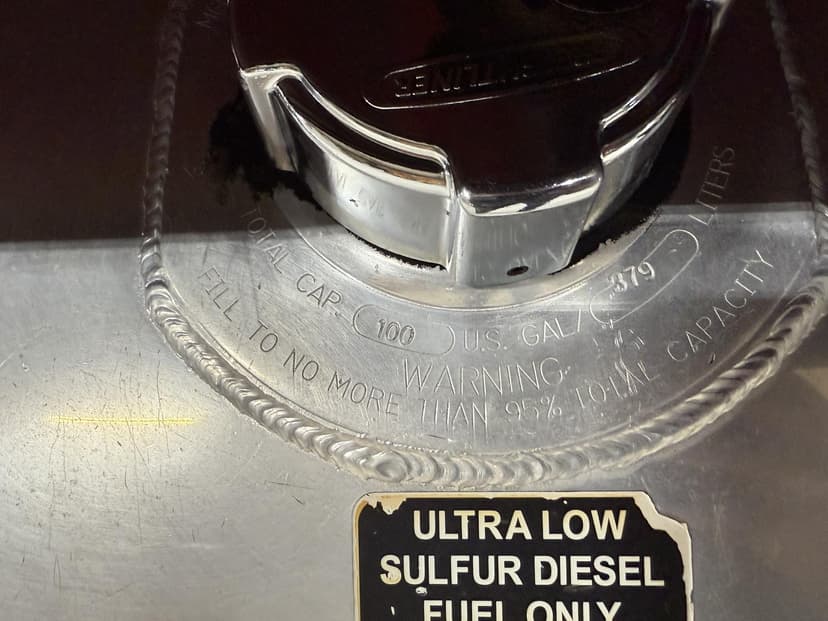 TOTAL CAP. 100 U.S. GAL/ 379 LITERS
WARNING
FILL TO NO MORE THAN 95% TOTAL CAPACITY
ULTRA LOW
SULFUR DIESEL
FUEL ONLY